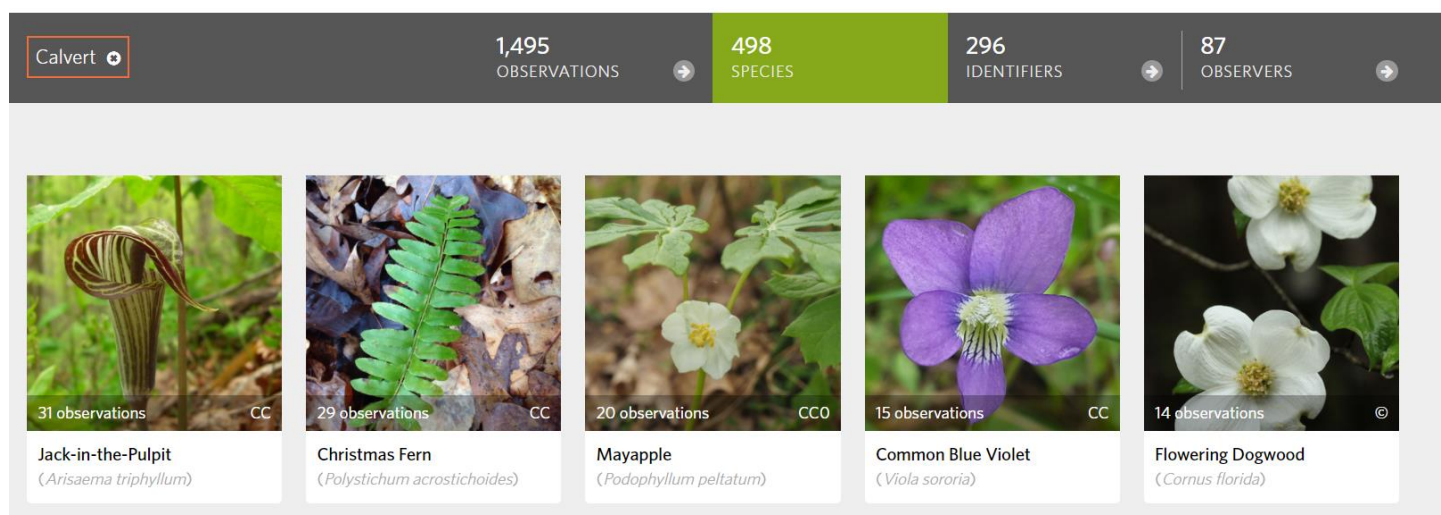 Calvert
1,495
OBSERVATIONS
498
SPECIES
296
IDENTIFIERS
87
OBSERVERS
31 observations CC
29 observations CC
20 observations CC0
15 observations CC
14 observations ©
Jack-in-the-Pulpit
(Arisaema triphyllum)
Christmas Fern
(Polystichum acrostichoides)
Mayapple
(Podophyllum peltatum)
Common Blue Violet
(Viola sororia)
Flowering Dogwood
(Cornus florida)